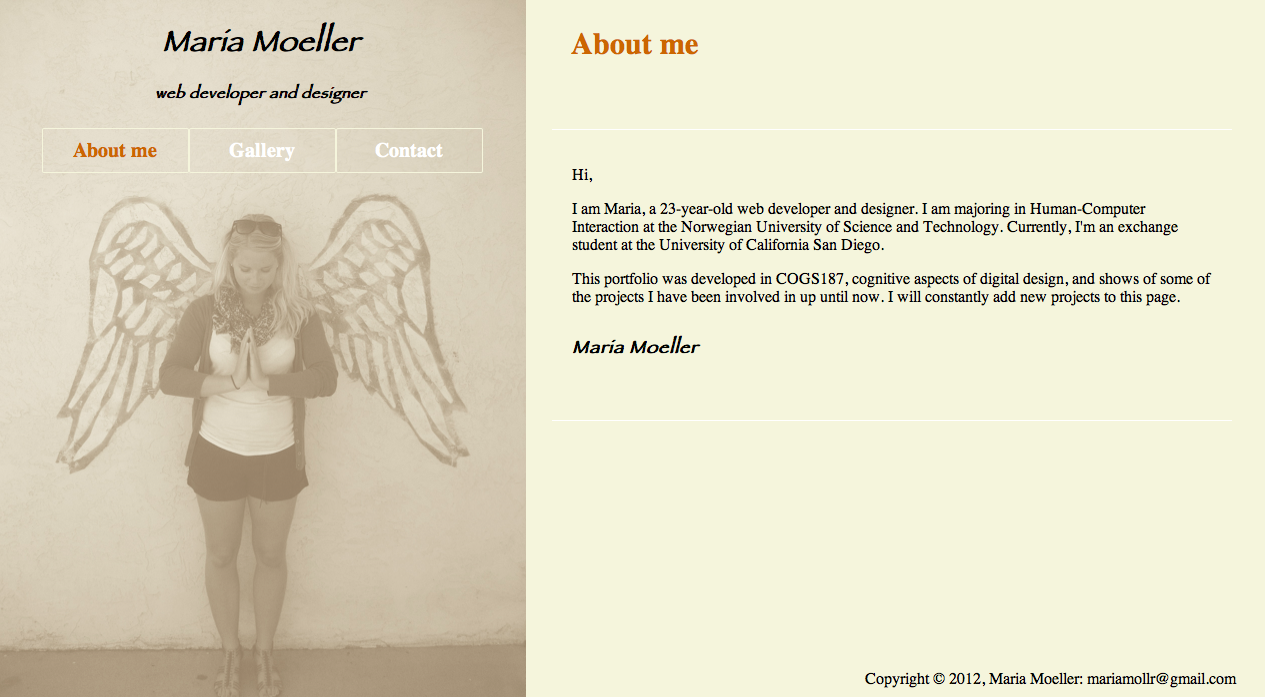 Maria Moeller
web developer and designer
About me
Gallery
Contact
About me
Hi,
I am Maria, a 23-year-old web developer and designer. I am majoring in Human-Computer
Interaction at the Norwegian University of Science and Technology. Currently, I'm an exchange
student at the University of California San Diego.
This portfolio was developed in COGS187, cognitive aspects of digital design, and shows of some of
the projects I have been involved in up until now. I will constantly add new projects to this page.
Maria Moeller
Copyright © 2012, Maria Moeller: mariamollr@gmail.com